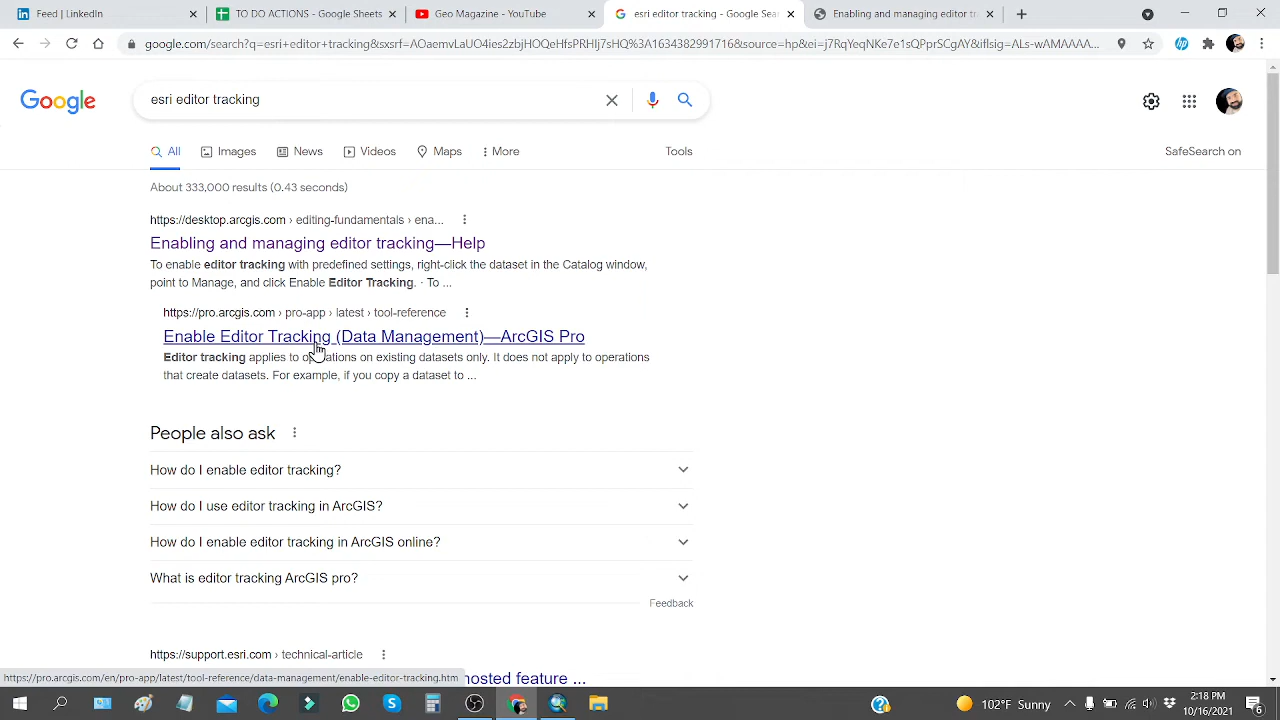 Feed | LinkedIn
TO DO ACTIONS - Google Sheets
Geo Magazine - YouTube
esri editor tracking - Google Sea
Enabling and managing editor tr
google.com/search?q=esri+editor+tracking&sxsrf=AOaemvLaUQries2zbjHOQeHfsPRHIj7sHQ%3A1634382991716&source=hp&ei=j7RqYeqNKe7e1sQPprSCgAY&iflsig=ALs-wAMAAAA...
Google
esri editor tracking
All
Images
News
Videos
Maps
More
Tools
SafeSearch on
About 333,000 results (0.43 seconds)
https://desktop.arcgis.com › editing-fundamentals › ena...
Enabling and managing editor tracking—Help
To enable editor tracking with predefined settings, right-click the dataset in the Catalog window,
point to Manage, and click Enable Editor Tracking. · To ...
https://pro.arcgis.com › pro-app › latest › tool-reference
Enable Editor Tracking (Data Management)—ArcGIS Pro
Editor tracking applies to operations on existing datasets only. It does not apply to operations
that create datasets. For example, if you copy a dataset to ...
People also ask
How do I enable editor tracking?
How do I use editor tracking in ArcGIS?
How do I enable editor tracking in ArcGIS online?
What is editor tracking ArcGIS pro?
Feedback
https://support.esri.com › technical-article
hosted feature ...
https://pro.arcgis.com/en/pro-app/latest/tool-reference/data-management/enable-editor-tracking.htm
102°F Sunny
2:18 PM
10/16/2021
6